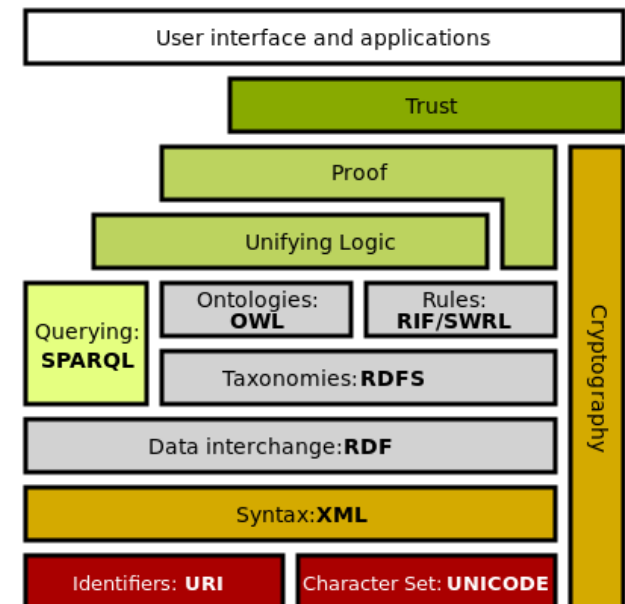 User interface and applications
Trust
Proof
Unifying Logic
Ontologies:
OWL
Rules:
RIF/SWRL
Querying:
SPARQL
Taxonomies: RDFS
Cryptography
Data interchange: RDF
Syntax: XML
Identifiers: URI
Character Set: UNICODE